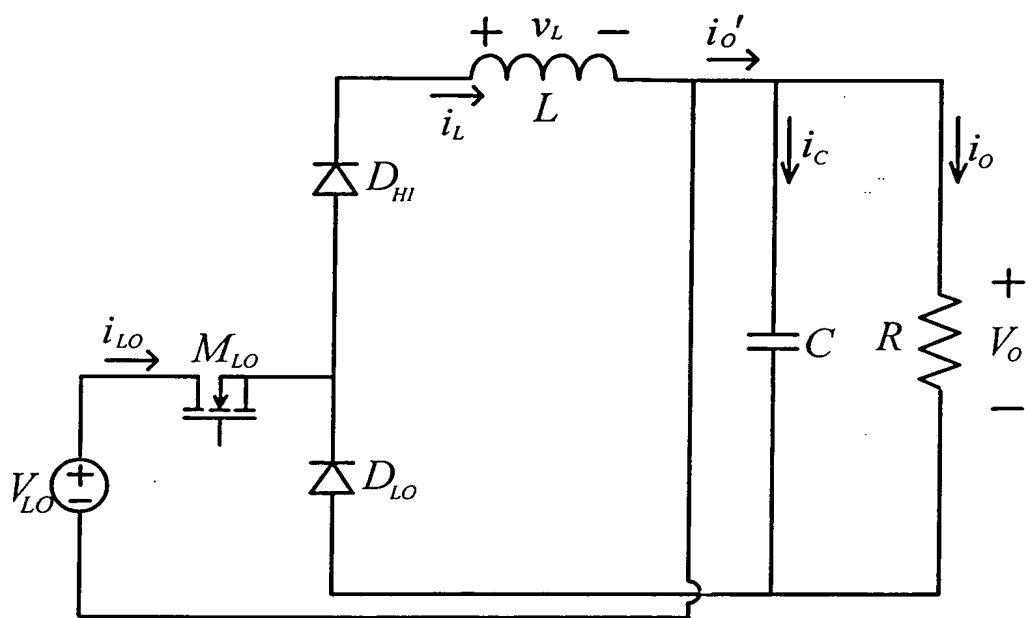 + v_L −
i_O'
i_L
L
D_HI
i_C
i_O
i_LO
M_LO
C
R
+
V_O
−
V_LO
+
−
D_LO